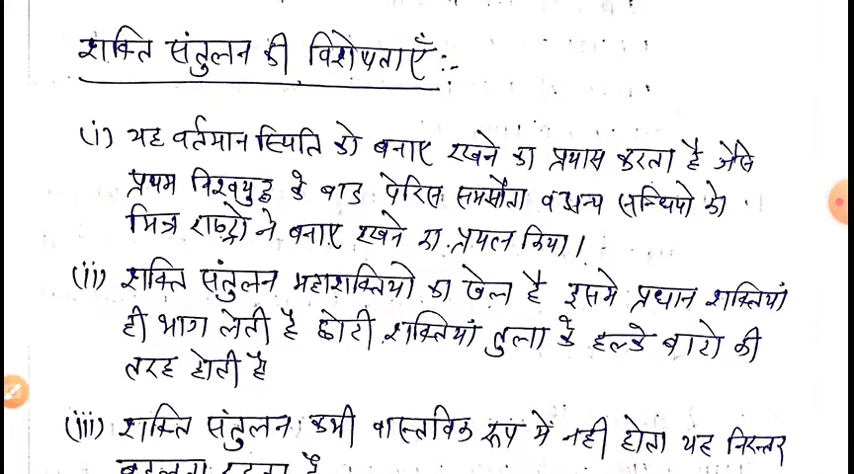 शक्ति संतुलन की विशेषताएँ :-
(i) यह वर्तमान स्थिति को बनाए रखने का प्रयास करता है जैसे
प्रथम विश्वयुद्ध के बाद पेरिस समझौता व अन्य सन्धियो को
मित्र राष्ट्रो ने बनाए रखने का प्रयत्न किया।
(ii) शक्ति संतुलन महाशक्तियो का खेल है इसमे प्रधान शक्तियां
ही भाग लेती है छोटी शक्तियां तुला के हल्के बाटो की
तरह होती है
(iii) शक्ति संतुलन कभी वास्तविक रूप में नही होता यह निरन्तर
बदलता रहता है